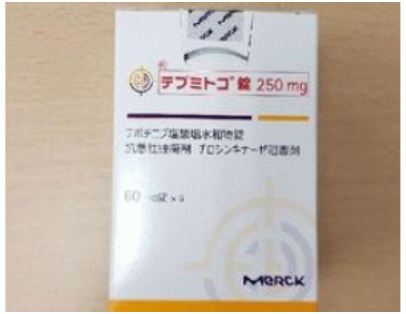 テプミトコ®錠 250 mg
テポチニブ塩酸塩水和物錠
抗悪性腫瘍剤 チロシンキナーゼ阻害剤
60
MERCK